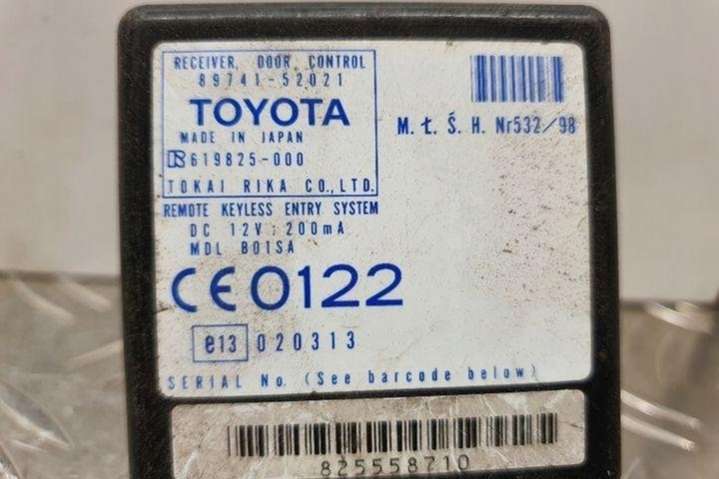 RECEIVER, DOOR CONTROL
89741-52021
TOYOTA
MADE IN JAPAN
R 619825-000
TOKAI RIKA CO.,LTD.
M. Ł. Ś. H. Nr532/98
REMOTE KEYLESS ENTRY SYSTEM
DC 12V : 200mA
MDL B01SA
CE0122
e13 020313
SERIAL No. (See barcode below)
825558710